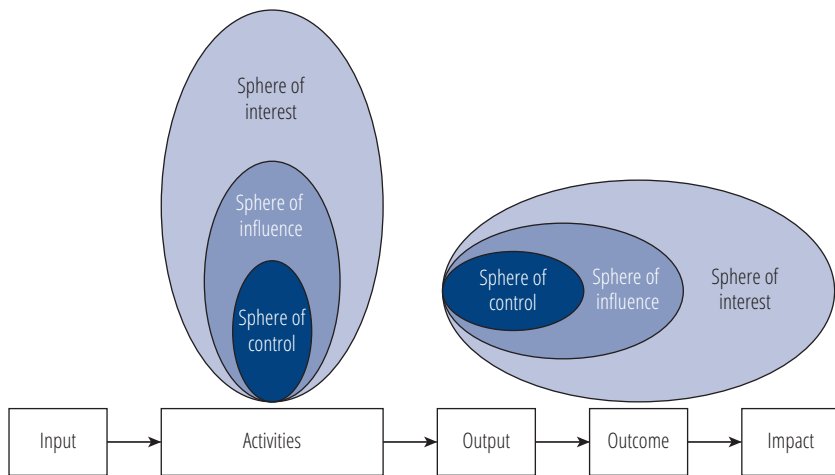 Sphere of
interest
Sphere of
influence
Sphere of
control
Sphere of
control
Sphere of
influence
Sphere of
interest
Input
Activities
Output
Outcome
Impact